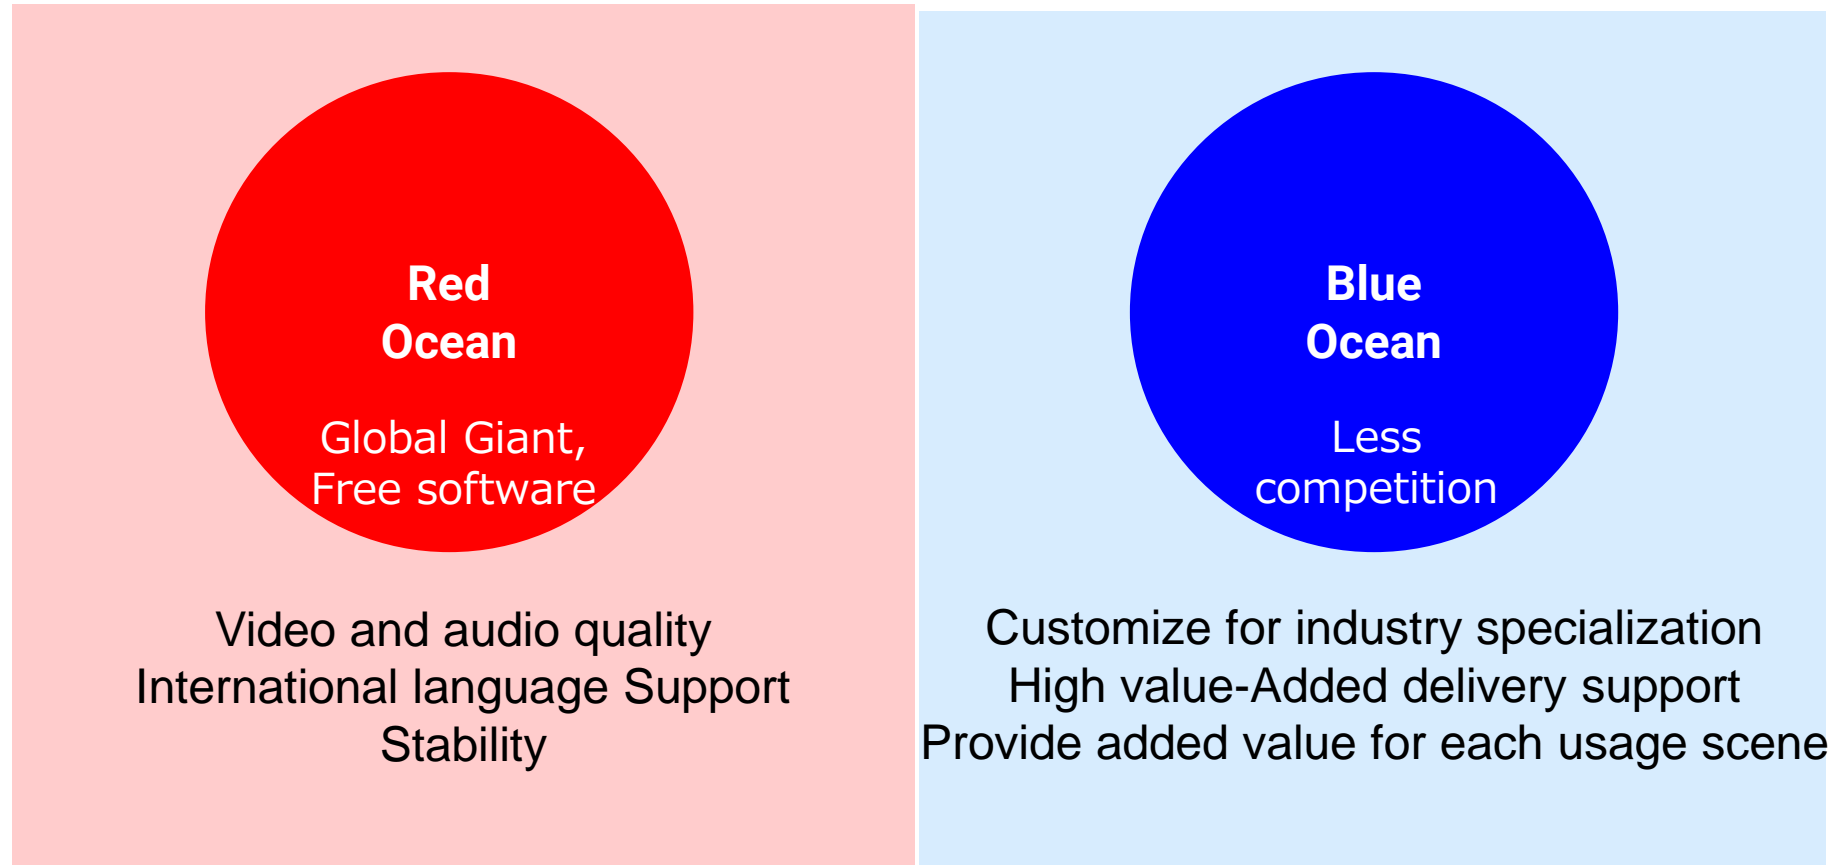 Red
Ocean
Global Giant,
Free software
Video and audio quality
International language Support
Stability
Blue
Ocean
Less
competition
Customize for industry specialization
High value-Added delivery support
Provide added value for each usage scene